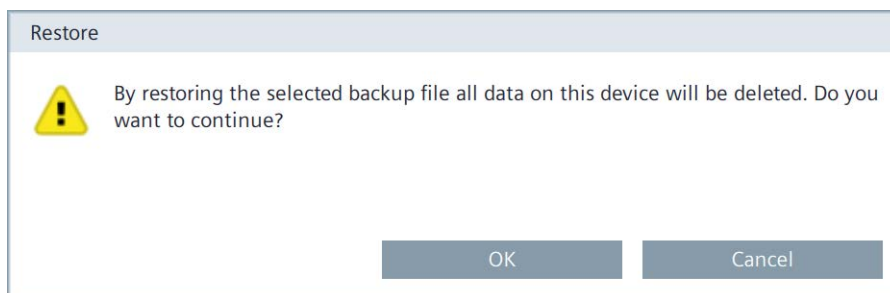 Restore
By restoring the selected backup file all data on this device will be deleted. Do you
want to continue?
OK
Cancel